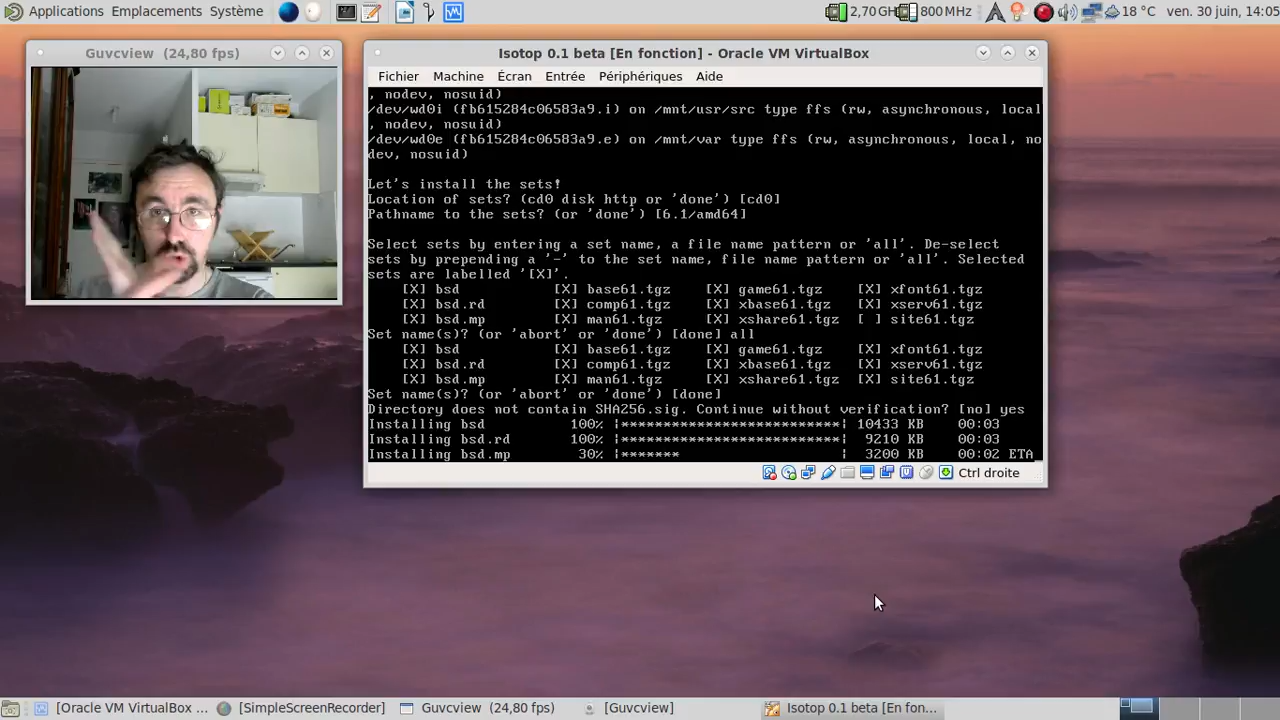 Applications Emplacements Système
2,70 GH 800 MHz 18 °C ven. 30 juin, 14:05
Guvcview (24,80 fps)
Isotop 0.1 beta [En fonction] - Oracle VM VirtualBox
Fichier Machine Écran Entrée Périphériques Aide
, nodev, nosuid)
/dev/wd0i (fb615284c06583a9.i) on /mnt/usr/src type ffs (rw, asynchronous, local
, nodev, nosuid)
/dev/wd0e (fb615284c06583a9.e) on /mnt/var type ffs (rw, asynchronous, local, no
dev, nosuid)
Let's install the sets!
Location of sets? (cd0 disk http or 'done') [cd0]
Pathname to the sets? (or 'done') [6.1/amd64]
Select sets by entering a set name, a file name pattern or 'all'. De-select
sets by prepending a '-' to the set name, file name pattern or 'all'. Selected
sets are labelled '[X]'.
[X] bsd [X] base61.tgz [X] game61.tgz [X] xfont61.tgz
[X] bsd.rd [X] comp61.tgz [X] xbase61.tgz [X] xserv61.tgz
[X] bsd.mp [X] man61.tgz [X] xshare61.tgz [ ] site61.tgz
Set name(s)? (or 'abort' or 'done') [done] all
[X] bsd [X] base61.tgz [X] game61.tgz [X] xfont61.tgz
[X] bsd.rd [X] comp61.tgz [X] xbase61.tgz [X] xserv61.tgz
[X] bsd.mp [X] man61.tgz [X] xshare61.tgz [X] site61.tgz
Set name(s)? (or 'abort' or 'done') [done]
Directory does not contain SHA256.sig. Continue without verification? [no] yes
Installing bsd 100% |**************************| 10433 KB 00:03
Installing bsd.rd 100% |**************************| 9210 KB 00:03
Installing bsd.mp 30% |******* | 3200 KB 00:02 ETA
Ctrl droite
[Oracle VM VirtualBox ... [SimpleScreenRecorder] Guvcview (24,80 fps) [Guvcview] Isotop 0.1 beta [En fon...